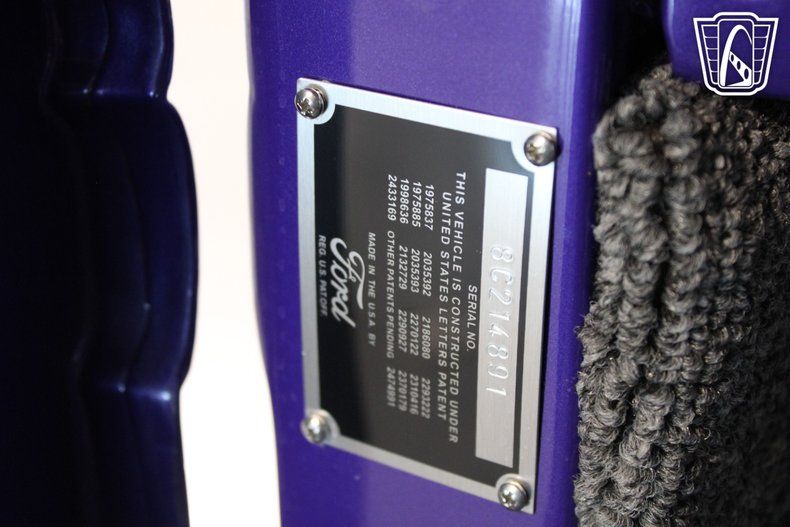 8C214891
SERIAL NO.
THIS VEHICLE IS CONSTRUCTED UNDER
UNITED STATES LETTERS PATENT
1975837 2035392 2186080 2293222
1975885 2035393 2270122 2310416
1998636 2132729 2290927 2370179
2433169 OTHER PATENTS PENDING 2474991
MADE IN THE U.S.A. BY
Ford
REG. U.S. PAT. OFF.